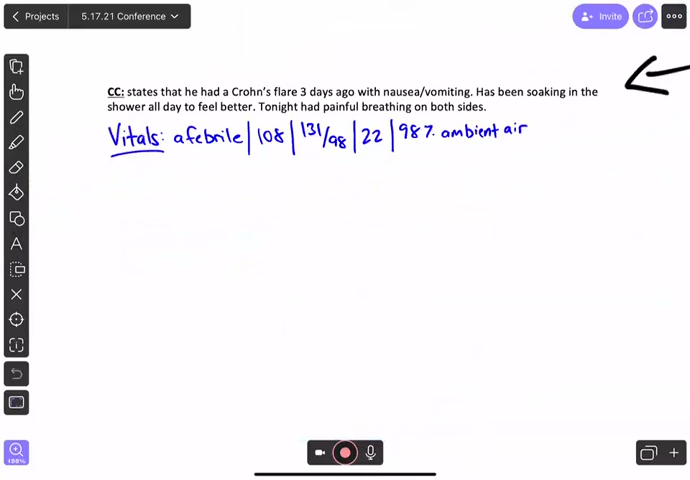 Projects
5.17.21 Conference
Invite
CC: states that he had a Crohn's flare 3 days ago with nausea/vomiting. Has been soaking in the
shower all day to feel better. Tonight had painful breathing on both sides.
Vitals: afebrile | 108 | 131/98 | 22 | 98% ambient air
A